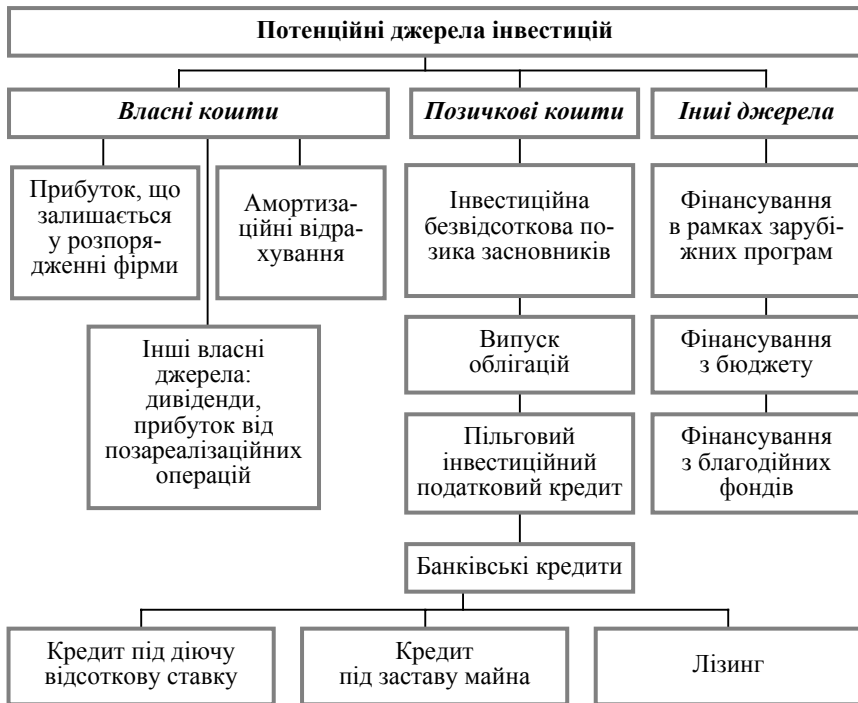 Потенційні джерела інвестицій
Власні кошти
Позичкові кошти
Інші джерела
Прибуток, що
залишається
у розпоря-
дженні фірми
Амортиза-
ційні відра-
хування
Інші власні
джерела:
дивіденди,
прибуток від
позареалізаційних
операцій
Інвестиційна
безвідсоткова по-
зика засновників
Випуск
облігацій
Пільговий
інвестиційний
податковий кредит
Фінансування
в рамках зарубі-
жних програм
Фінансування
з бюджету
Фінансування
з благодійних
фондів
Банківські кредити
Кредит під діючу
відсоткову ставку
Кредит
під заставу майна
Лізинг